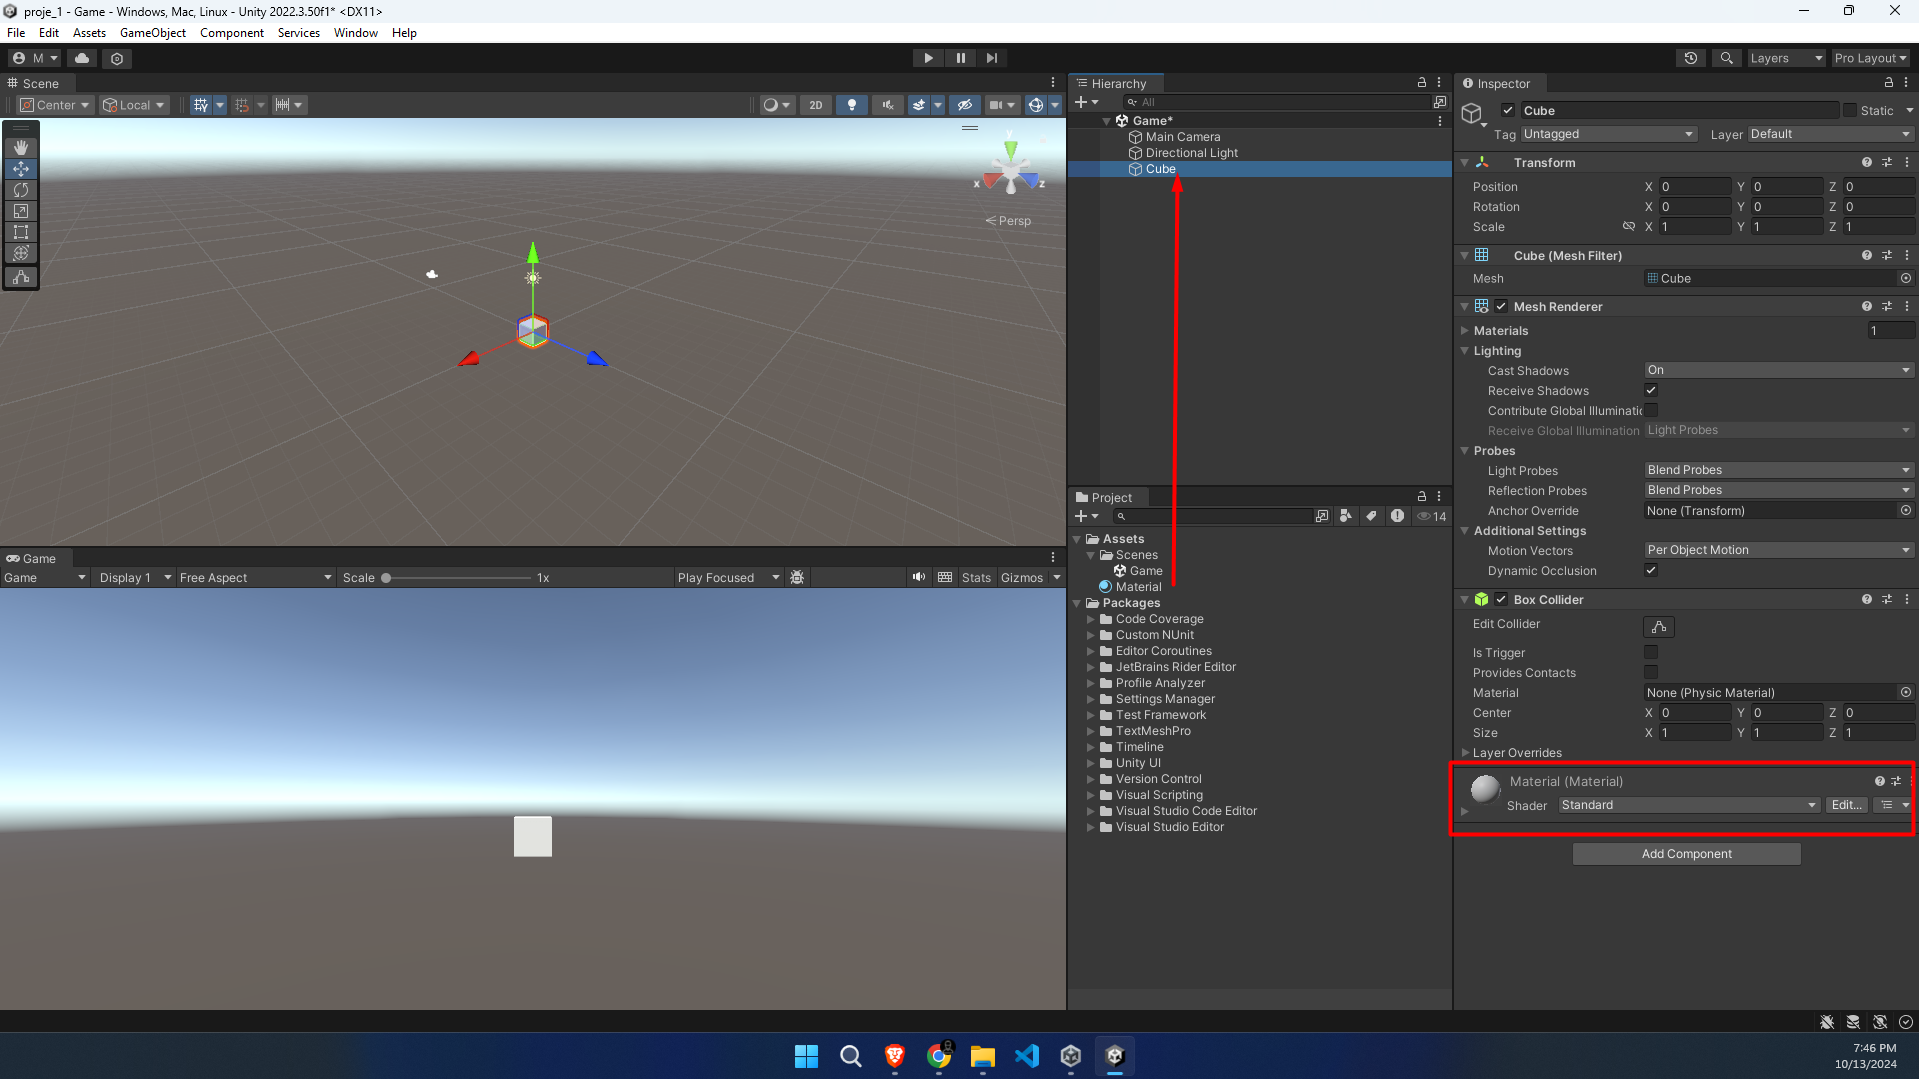 proje_1 - Game - Windows, Mac, Linux - Unity 2022.3.50f1* <DX11>
File Edit Assets GameObject Component Services Window Help
M
Layers
Pro Layout
Scene
Center
Local
2D
y
x
z
Persp
Game
Game
Display 1
Free Aspect
Scale
1x
Play Focused
Stats
Gizmos
Hierarchy
All
Game*
Main Camera
Directional Light
Cube
Project
14
Assets
Scenes
Game
Material
Packages
Code Coverage
Custom NUnit
Editor Coroutines
JetBrains Rider Editor
Profile Analyzer
Settings Manager
Test Framework
TextMeshPro
Timeline
Unity UI
Version Control
Visual Scripting
Visual Studio Code Editor
Visual Studio Editor
Inspector
Cube
Static
Tag Untagged Layer Default
Transform
Position X 0 Y 0 Z 0
Rotation X 0 Y 0 Z 0
Scale X 1 Y 1 Z 1
Cube (Mesh Filter)
Mesh Cube
Mesh Renderer
Materials 1
Lighting
Cast Shadows On
Receive Shadows
Contribute Global Illuminatic
Receive Global Illumination Light Probes
Probes
Light Probes Blend Probes
Reflection Probes Blend Probes
Anchor Override None (Transform)
Additional Settings
Motion Vectors Per Object Motion
Dynamic Occlusion
Box Collider
Edit Collider
Is Trigger
Provides Contacts
Material None (Physic Material)
Center X 0 Y 0 Z 0
Size X 1 Y 1 Z 1
Layer Overrides
Material (Material)
Shader Standard Edit...
Add Component
7:46 PM
10/13/2024